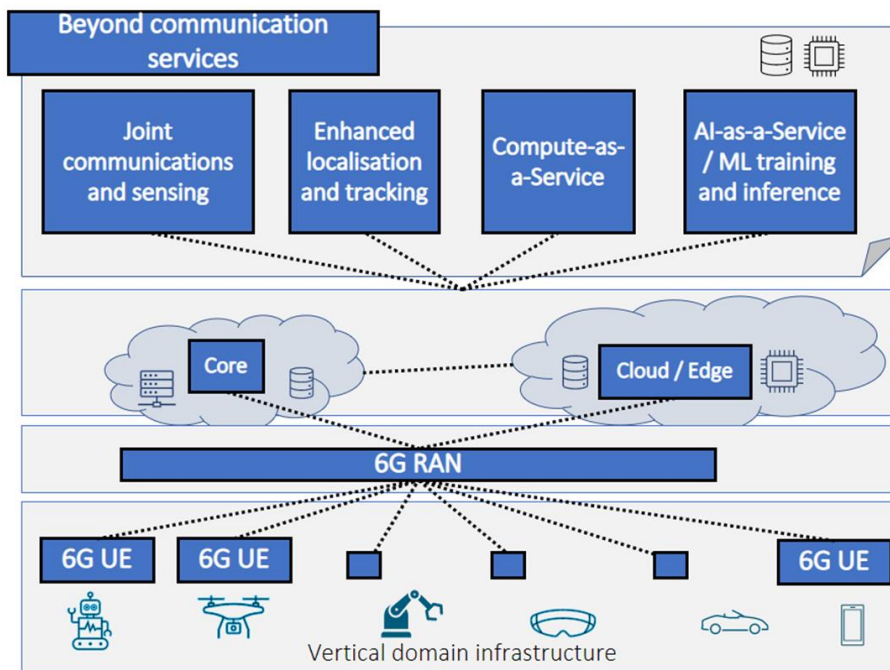 Beyond communication
services
Joint
communications
and sensing
Enhanced
localisation
and tracking
Compute-as-
a-Service
AI-as-a-Service
/ ML training
and inference
Core
Cloud / Edge
6G RAN
6G UE
6G UE
6G UE
Vertical domain infrastructure